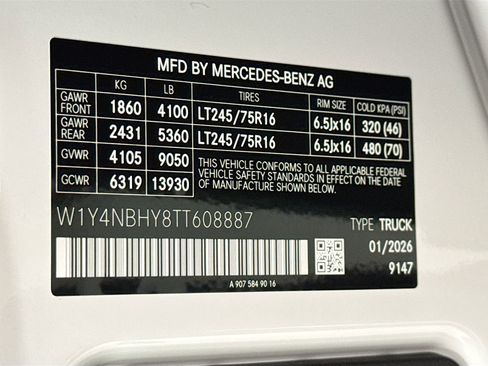 MFD BY MERCEDES-BENZ AG
KG LB TIRES RIM SIZE COLD KPA (PSI)
GAWR FRONT 1860 4100 LT245/75R16 6.5Jx16 320 (46)
GAWR REAR 2431 5360 LT245/75R16 6.5Jx16 480 (70)
GVWR 4105 9050 THIS VEHICLE CONFORMS TO ALL APPLICABLE FEDERAL
VEHICLE SAFETY STANDARDS IN EFFECT ON THE DATE
GCWR 6319 13930 OF MANUFACTURE SHOWN.
W1Y4NBHY8TT608887
TYPE TRUCK
01/2026
9147
A 907 584 90 16